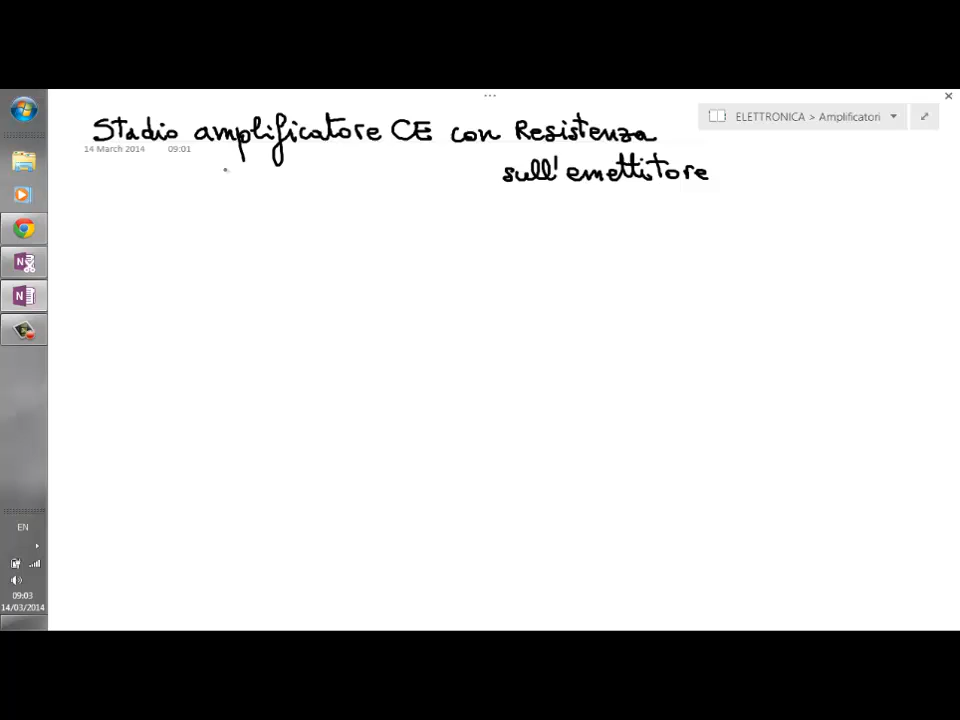 Stadio amplificatore CE con Resistenza
sull'emettitore
14 March 2014 09:01
ELETTRONICA > Amplificatori
EN
09:03
14/03/2014